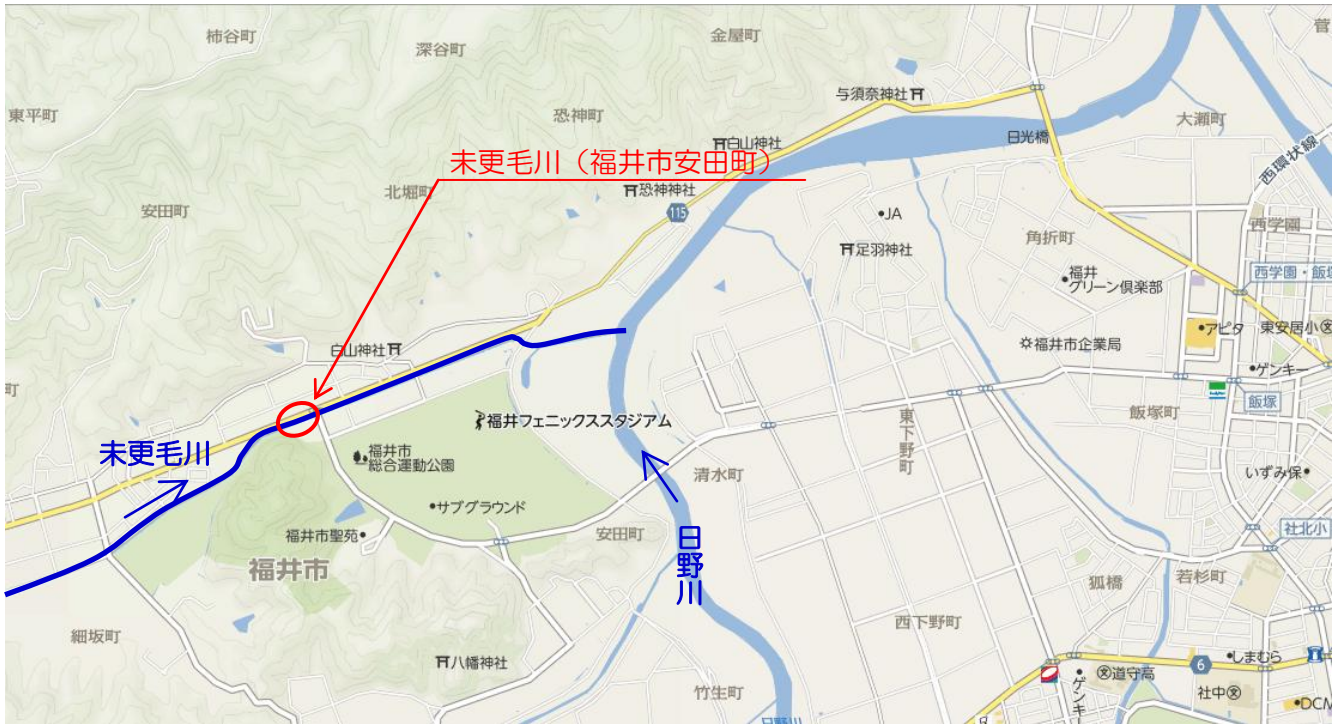 柿谷町
深谷町
金屋町
菅
東平町
恐神町
与須奈神社
大瀬町
日光橋
西環状線
白山神社
未更毛川（福井市安田町）
北堀町
恐神神社
安田町
115
JA
足羽神社
角折町
西学園
福井
グリーン倶楽部
西学園・飯塚
アピタ
東安居小
福井市企業局
白山神社
町
ゲンキー
飯塚
飯塚町
福井フェニックススタジアム
東下野町
未更毛川
福井市
総合運動公園
清水町
いずみ保
サブグラウンド
福井市聖苑
安田町
日野川
社北小
福井市
狐橋
若杉町
細坂町
西下野町
八幡神社
しまむら
6
道守高
竹生町
ゲンキー
社中
DCM
日野川